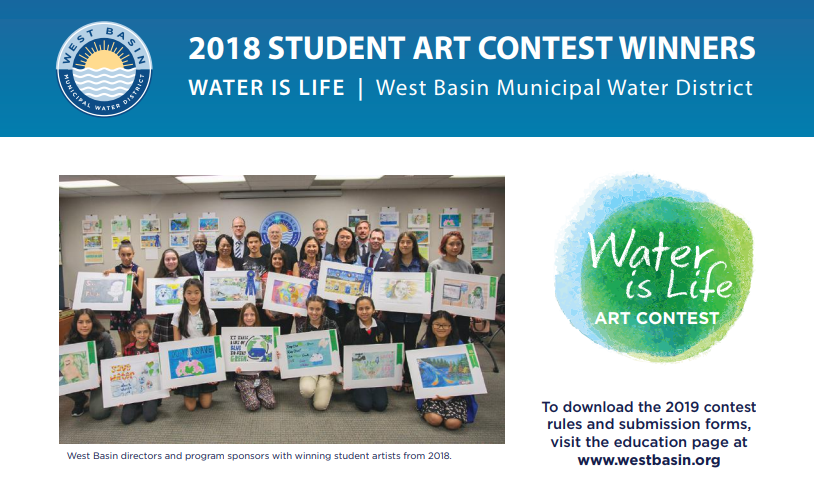 WEST BASIN
MUNICIPAL WATER DISTRICT
2018 STUDENT ART CONTEST WINNERS
WATER IS LIFE | West Basin Municipal Water District
Water
is Life
ART CONTEST
West Basin directors and program sponsors with winning student artists from 2018.
To download the 2019 contest
rules and submission forms,
visit the education page at
www.westbasin.org